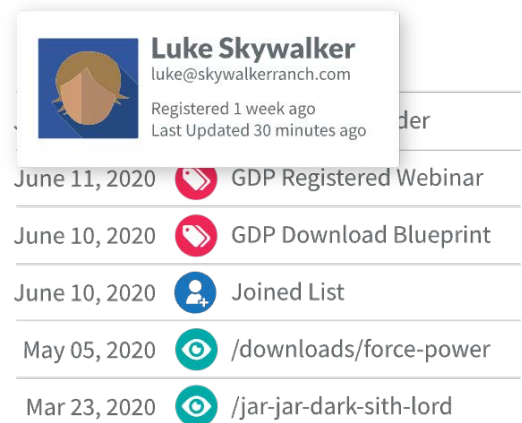 Luke Skywalker
luke@skywalkerranch.com
Registered 1 week ago
Last Updated 30 minutes ago
June 11, 2020 GDP Registered Webinar
June 10, 2020 GDP Download Blueprint
June 10, 2020 Joined List
May 05, 2020 /downloads/force-power
Mar 23, 2020 /jar-jar-dark-sith-lord